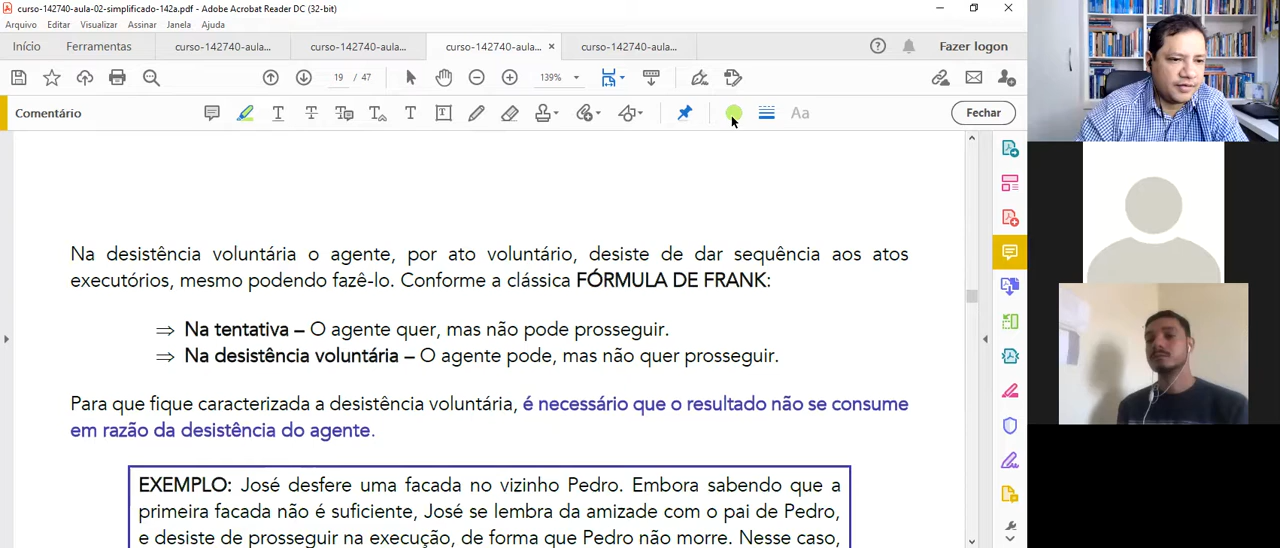 curso-142740-aula-02-simplificado-142a.pdf - Adobe Acrobat Reader DC (32-bit)
Arquivo Editar Visualizar Assinar Janela Ajuda
Início Ferramentas curso-142740-aula... curso-142740-aula... curso-142740-aul... × curso-142740-aula... Fazer logon
19 / 47 139%
Comentário Aa Fechar
Na desistência voluntária o agente, por ato voluntário, desiste de dar sequência aos atos
executórios, mesmo podendo fazê-lo. Conforme a clássica FÓRMULA DE FRANK:
⇒ Na tentativa – O agente quer, mas não pode prosseguir.
⇒ Na desistência voluntária – O agente pode, mas não quer prosseguir.
Para que fique caracterizada a desistência voluntária, é necessário que o resultado não se consume
em razão da desistência do agente.
EXEMPLO: José desfere uma facada no vizinho Pedro. Embora sabendo que a
primeira facada não é suficiente, José se lembra da amizade com o pai de Pedro,
e desiste de prosseguir na execução, de forma que Pedro não morre. Nesse caso,